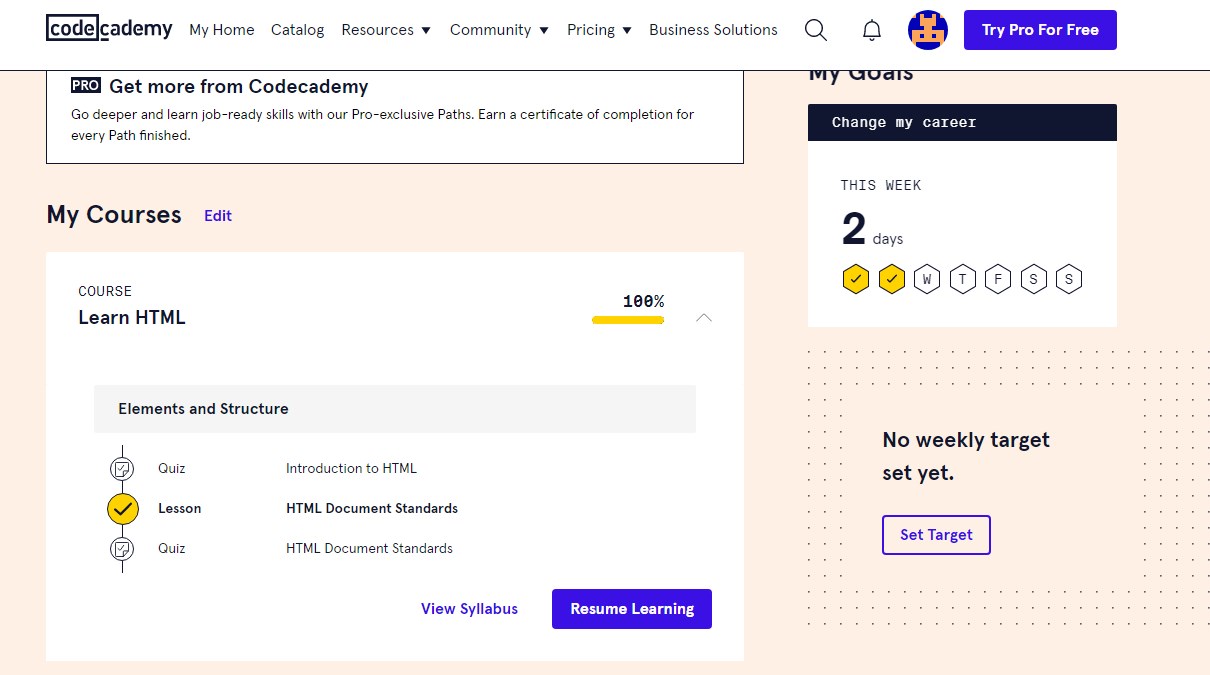 codecademy My Home Catalog Resources Community Pricing Business Solutions Try Pro For Free
PRO Get more from Codecademy
Go deeper and learn job-ready skills with our Pro-exclusive Paths. Earn a certificate of completion for
every Path finished.
My Courses Edit
COURSE
Learn HTML
100%
Elements and Structure
Quiz Introduction to HTML
Lesson HTML Document Standards
Quiz HTML Document Standards
View Syllabus Resume Learning
My Goals
Change my career
THIS WEEK
2 days
W T F S S
No weekly target
set yet.
Set Target